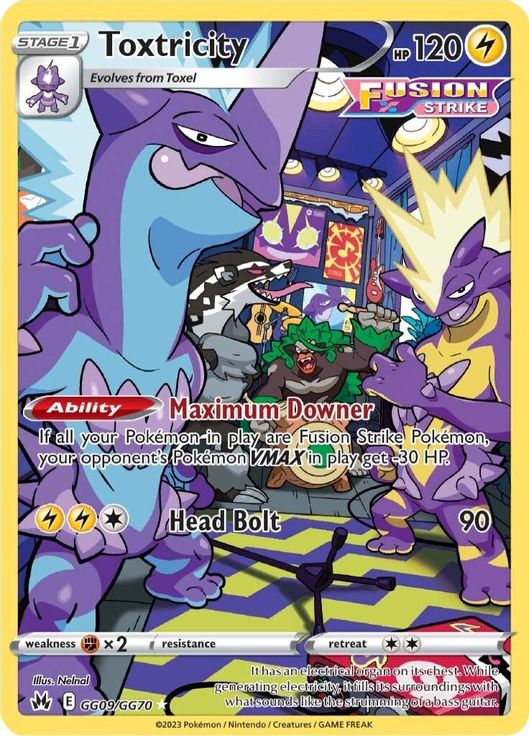 STAGE1
Toxtricity
HP 120
Evolves from Toxel
FUSION
STRIKE
Ability Maximum Downer
If all your Pokémon in play are Fusion Strike Pokémon,
your opponent's Pokémon VMAX in play get -30 HP.
Head Bolt 90
weakness ×2 resistance retreat
Illus. Nelnal
E GG09/GG70
It has an electrical organ on its chest. While
generating electricity, it fills its surroundings with
what sounds like the strumming of a bass guitar.
©2023 Pokémon / Nintendo / Creatures / GAME FREAK